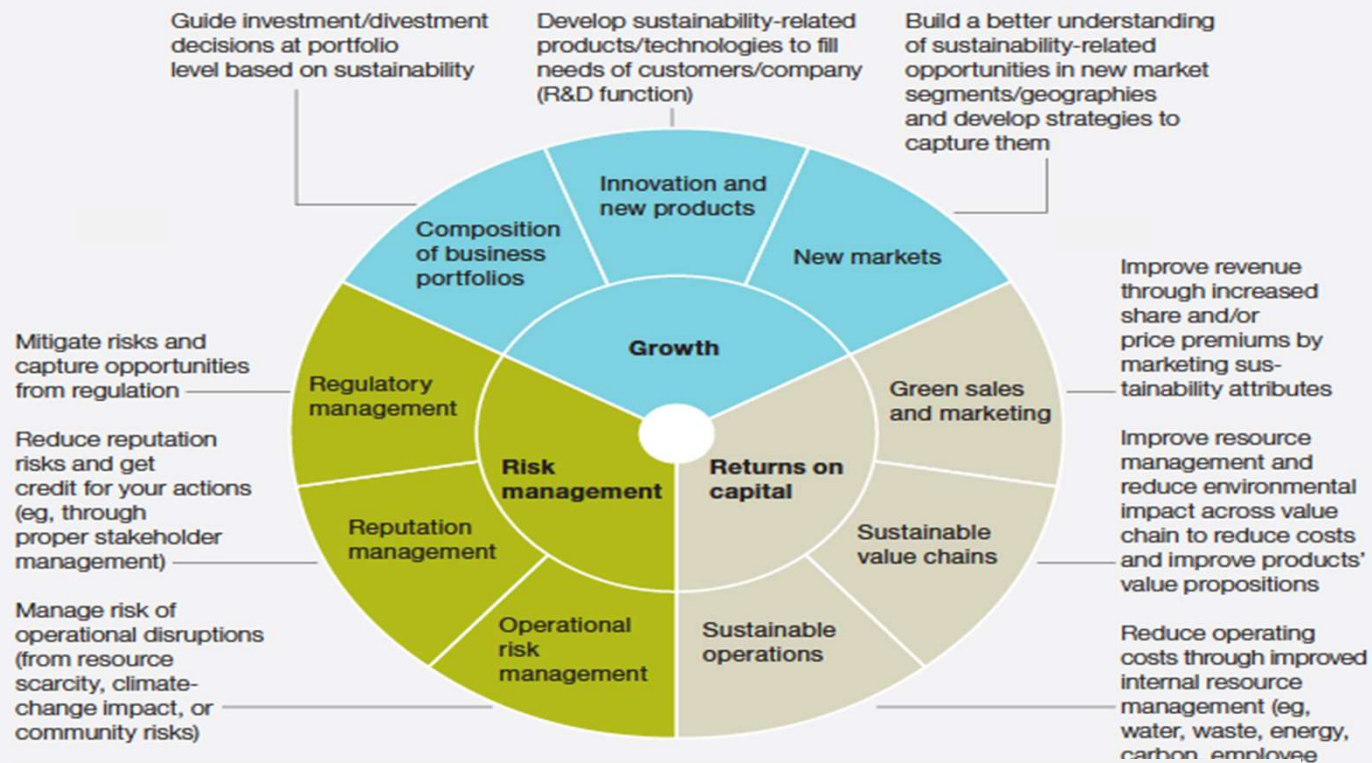 Guide investment/divestment
decisions at portfolio
level based on sustainability
Develop sustainability-related
products/technologies to fill
needs of customers/company
(R&D function)
Build a better understanding
of sustainability-related
opportunities in new market
segments/geographies
and develop strategies to
capture them
Innovation and
new products
Composition
of business
portfolios
New markets
Growth
Mitigate risks and
capture opportunities
from regulation
Reduce reputation
risks and get
credit for your actions
(eg, through
proper stakeholder
management)
Manage risk of
operational disruptions
(from resource
scarcity, climate-
change impact, or
community risks)
Regulatory
management
Reputation
management
Operational
risk
management
Risk
management
Returns on
capital
Green sales
and marketing
Sustainable
value chains
Sustainable
operations
Improve revenue
through increased
share and/or
price premiums by
marketing sus-
tainability attributes
Improve resource
management and
reduce environmental
impact across value
chain to reduce costs
and improve products’
value propositions
Reduce operating
costs through improved
internal resource
management (eg,
water, waste, energy,
carbon, employee